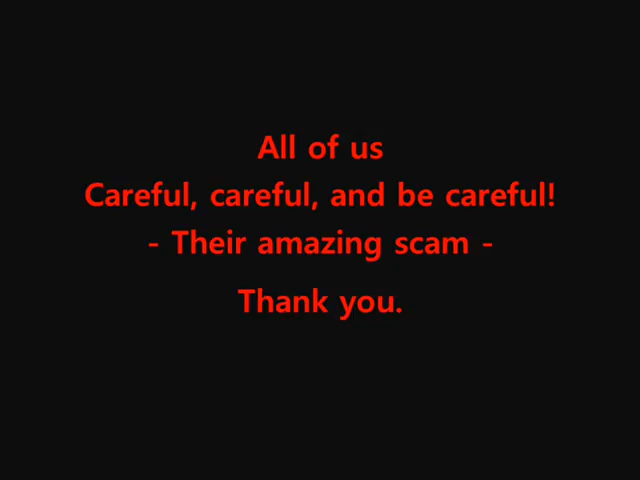 All of us
Careful, careful, and be careful!
- Their amazing scam -
Thank you.